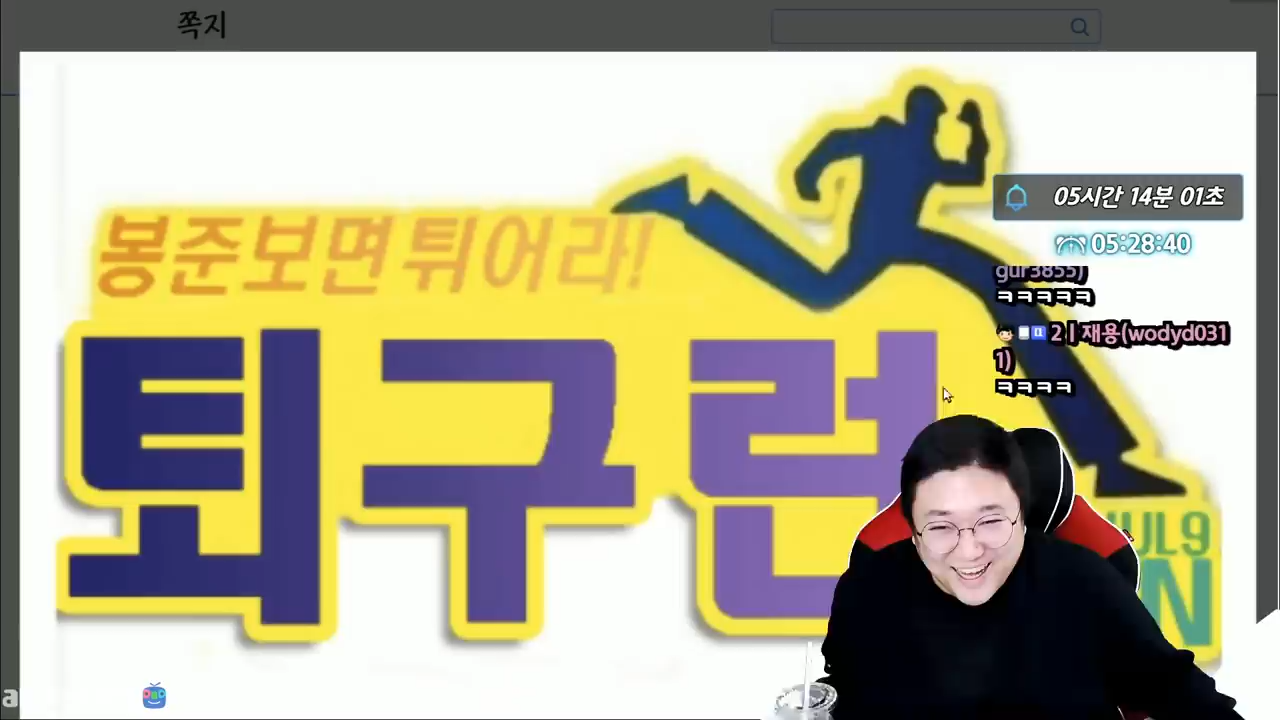 쪽지
봉준보면 튀어라!
퇴구런
05시간 14분 01초
05:28:40
gur3855)
ㅋㅋㅋㅋㅋ
2 | 재용(wodyd031
1)
ㅋㅋㅋㅋ
UL9
N
a